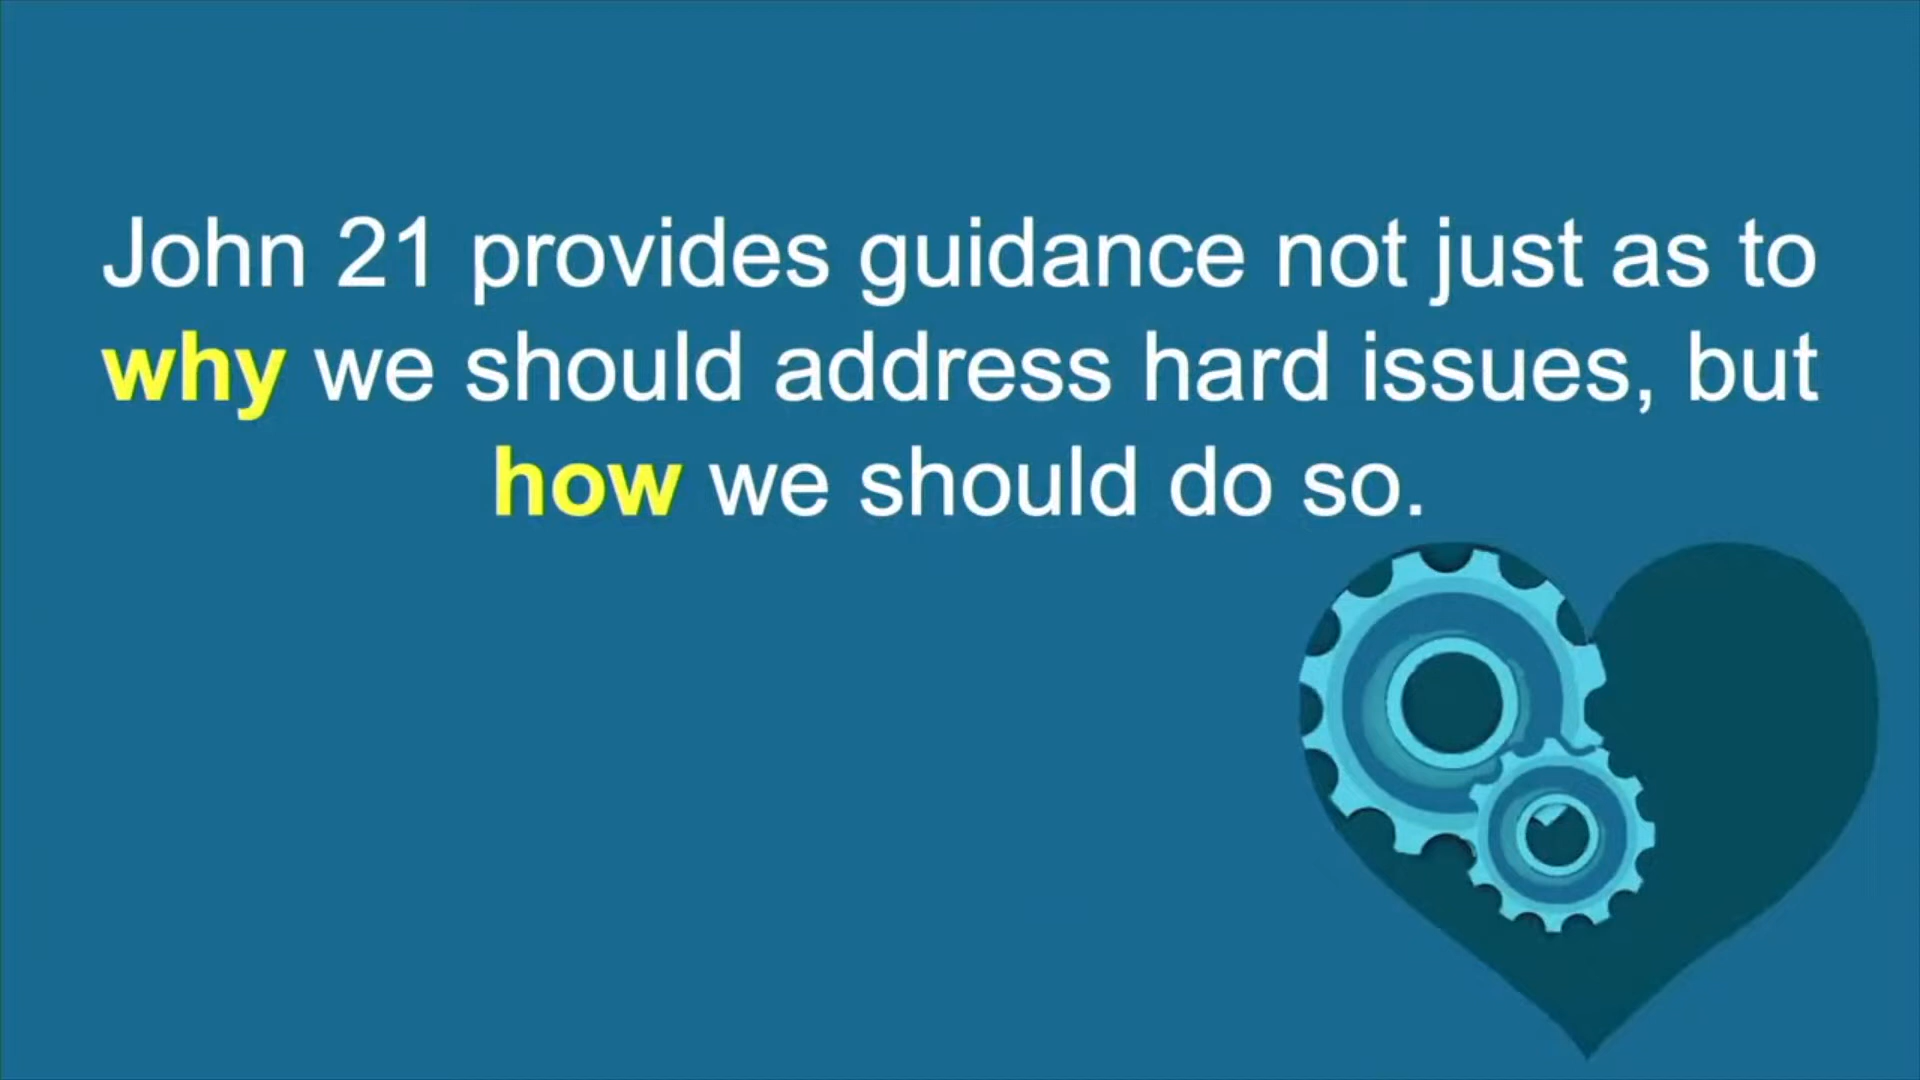 John 21 provides guidance not just as to
why we should address hard issues, but
how we should do so.